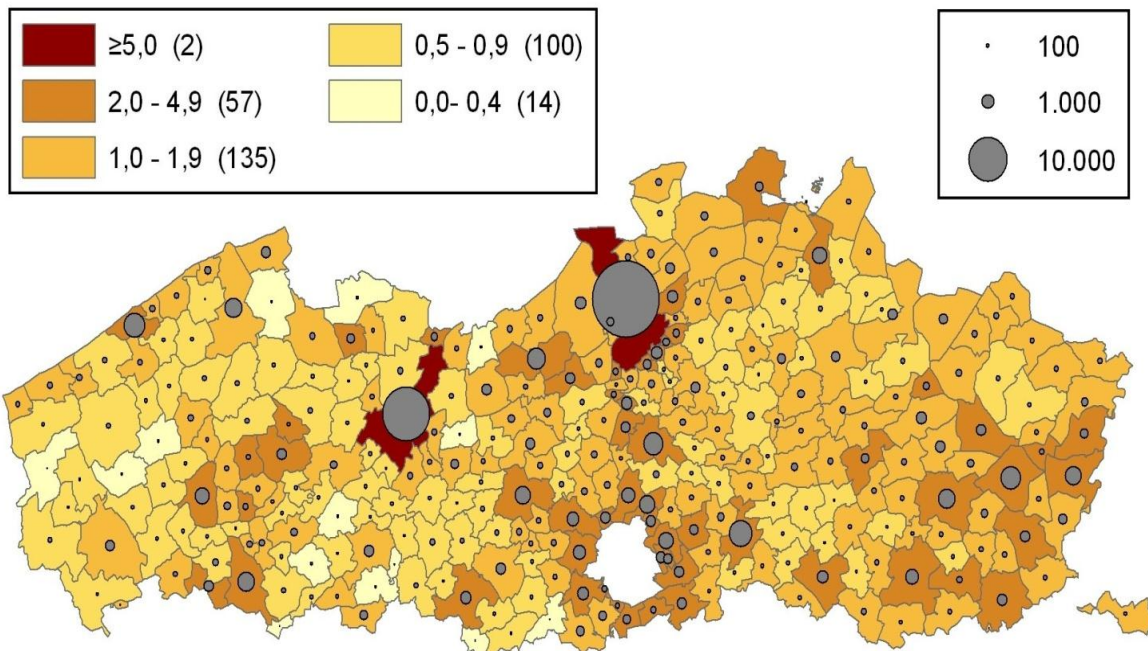 ≥5,0 (2)
2,0 - 4,9 (57)
1,0 - 1,9 (135)
0,5 - 0,9 (100)
0,0- 0,4 (14)
100
1.000
10.000